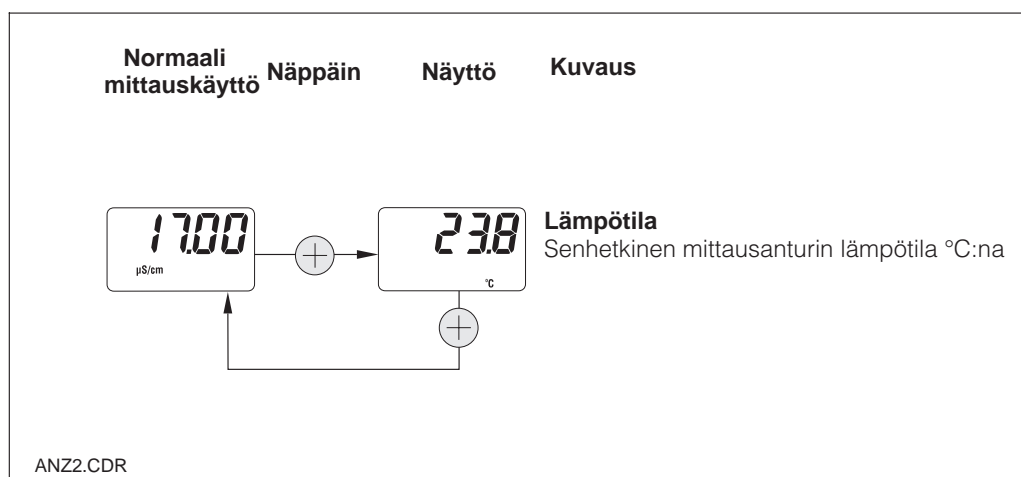 Normaali
mittauskäyttö
Näppäin
Näyttö
Kuvaus
17.00
µS/cm
23.8
°C
Lämpötila
Senhetkinen mittausanturin lämpötila °C:na
ANZ2.CDR